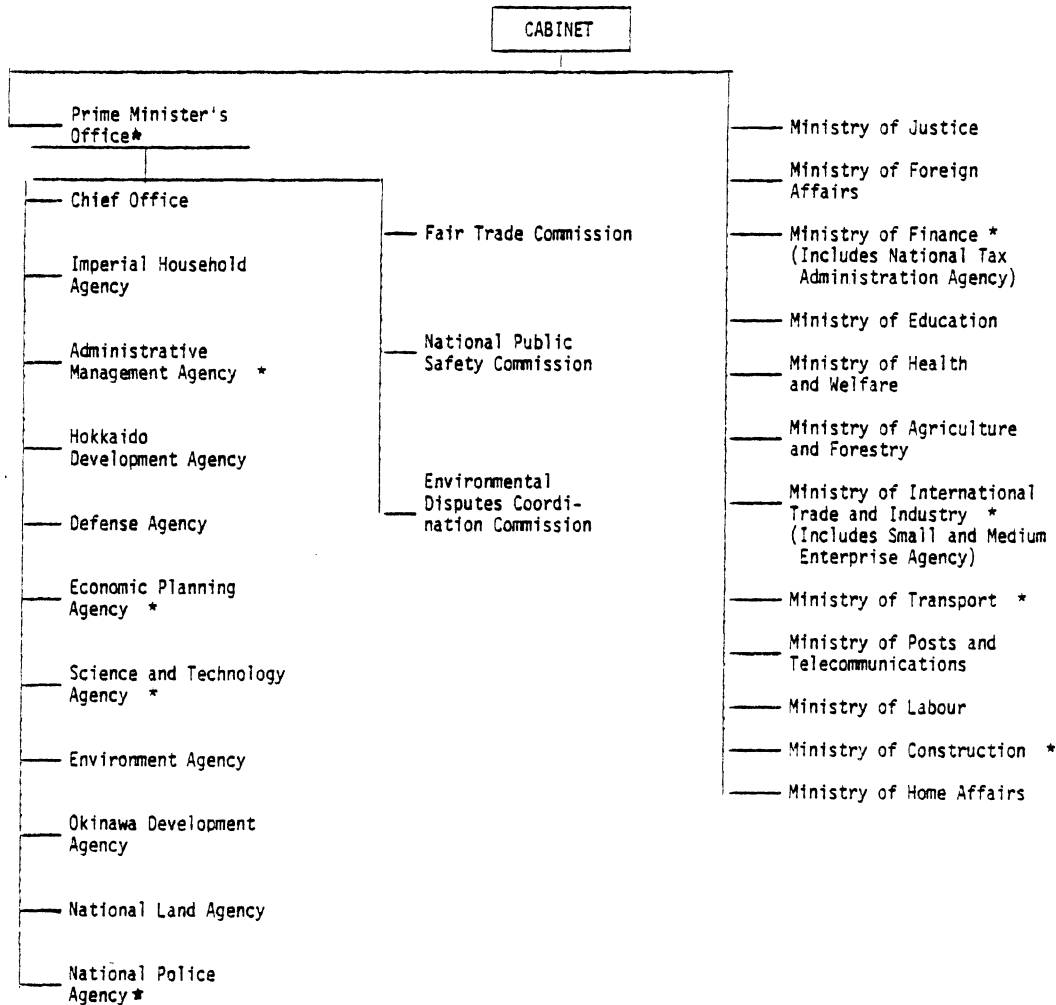 CABINET
Prime Minister's
Office*
Chief Office
Imperial Household
Agency
Administrative
Management Agency *
Hokkaido
Development Agency
Defense Agency
Economic Planning
Agency *
Science and Technology
Agency *
Environment Agency
Okinawa Development
Agency
National Land Agency
National Police
Agency*
Fair Trade Commission
National Public
Safety Commission
Environmental
Disputes Coordi-
nation Commission
Ministry of Justice
Ministry of Foreign
Affairs
Ministry of Finance *
(Includes National Tax
Administration Agency)
Ministry of Education
Ministry of Health
and Welfare
Ministry of Agriculture
and Forestry
Ministry of International
Trade and Industry *
(Includes Small and Medium
Enterprise Agency)
Ministry of Transport *
Ministry of Posts and
Telecommunications
Ministry of Labour
Ministry of Construction *
Ministry of Home Affairs